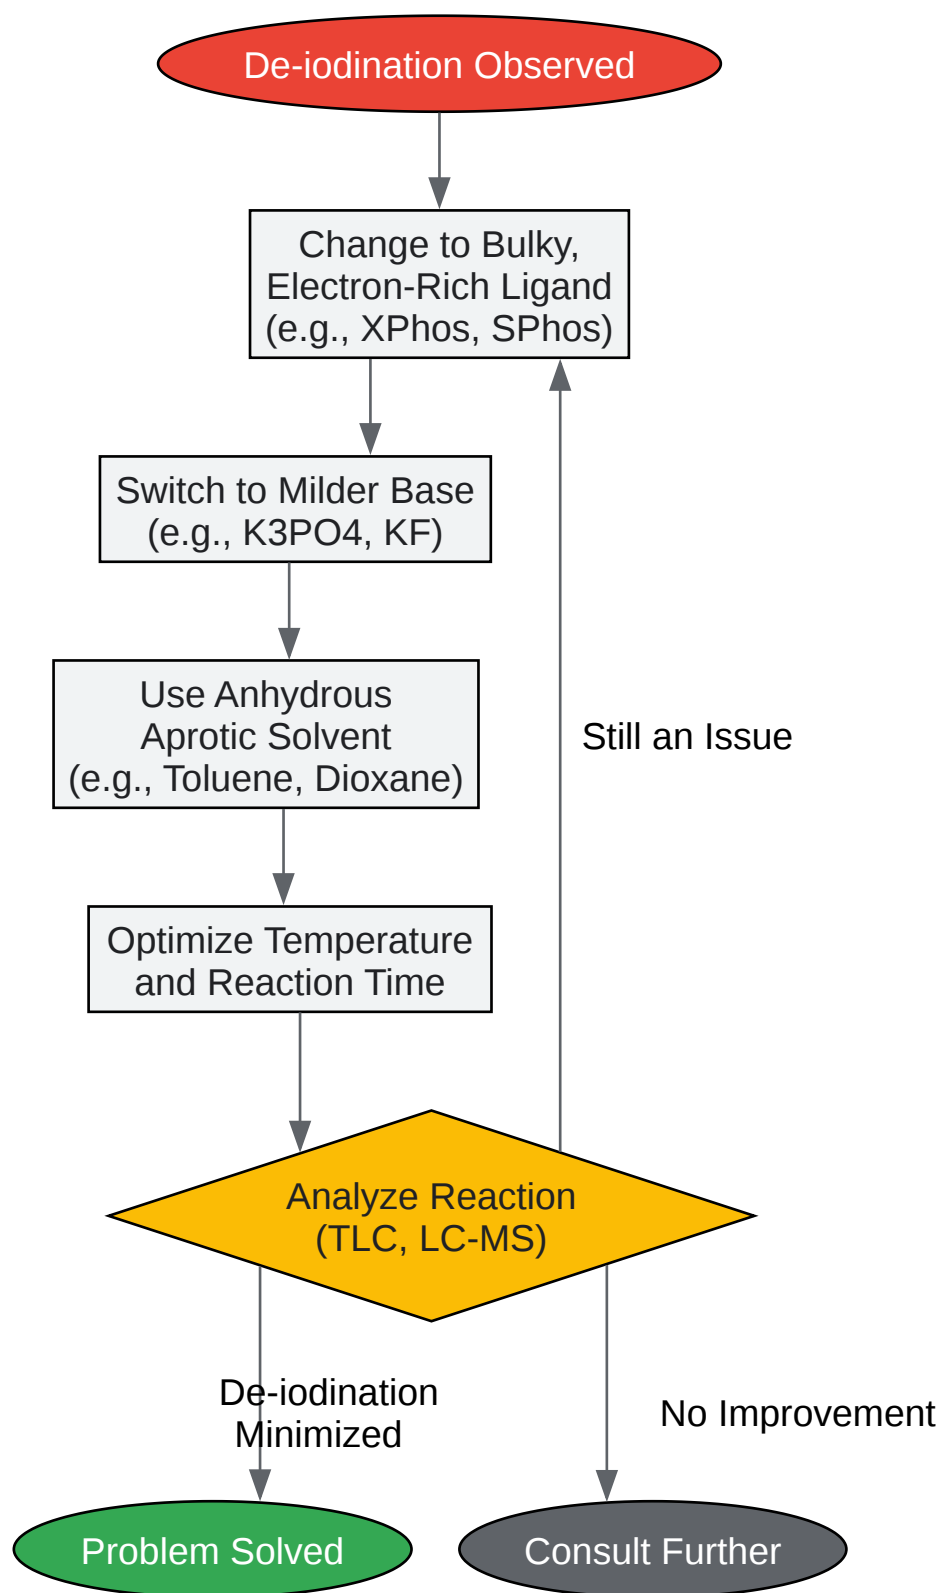 De-iodination Observed
Change to Bulky,
Electron-Rich Ligand
(e.g., XPhos, SPhos)
Switch to Milder Base
(e.g., K3PO4, KF)
Use Anhydrous
Aprotic Solvent
(e.g., Toluene, Dioxane)
Still an Issue
Optimize Temperature
and Reaction Time
Analyze Reaction
(TLC, LC-MS)
De-iodination
Minimized
No Improvement
Problem Solved
Consult Further